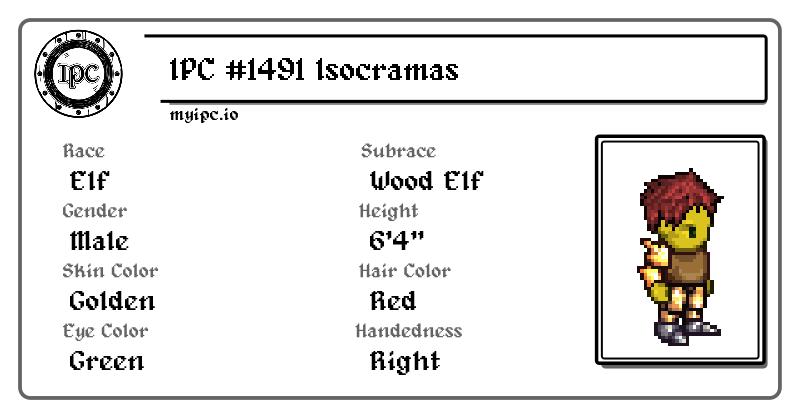 IPC
IPC #1491 Isocramas
myipc.io
Race
Subrace
Elf
Wood Elf
Gender
Height
Male
6'4"
Skin Color
Hair Color
Golden
Red
Eye Color
Handedness
Green
Right